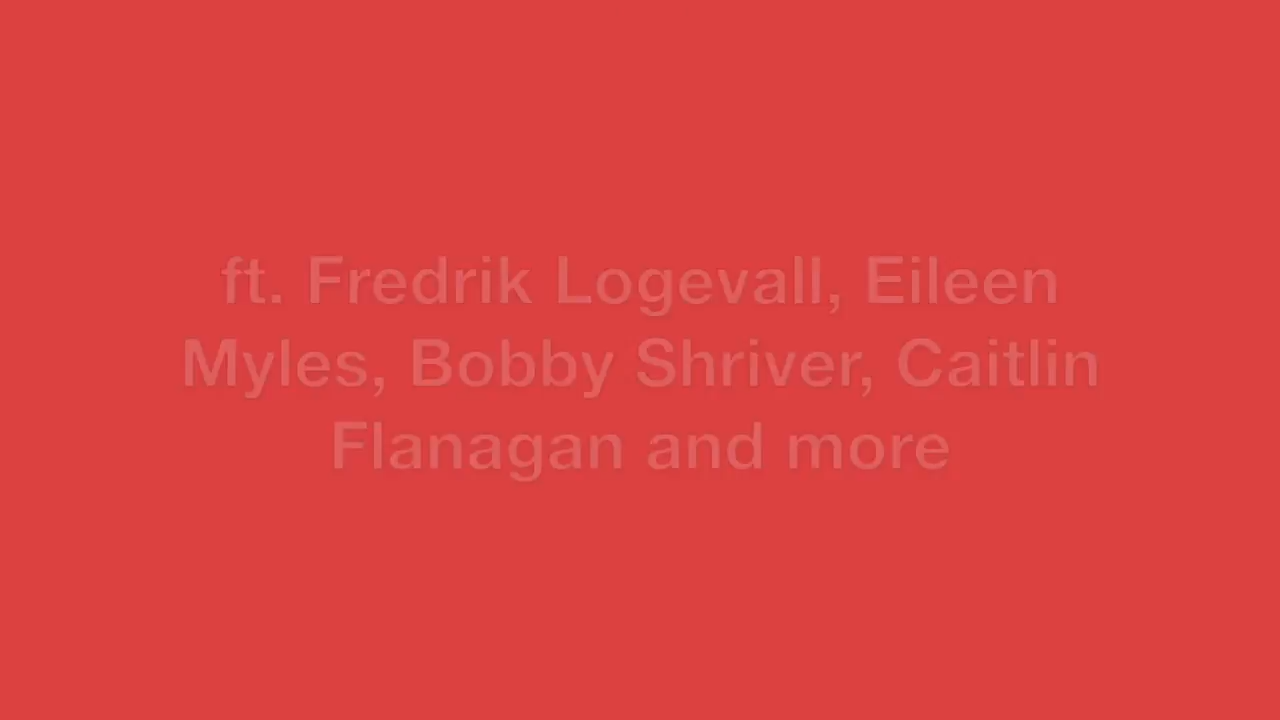 ft. Fredrik Logevall, Eileen
Myles, Bobby Shriver, Caitlin
Flanagan and more